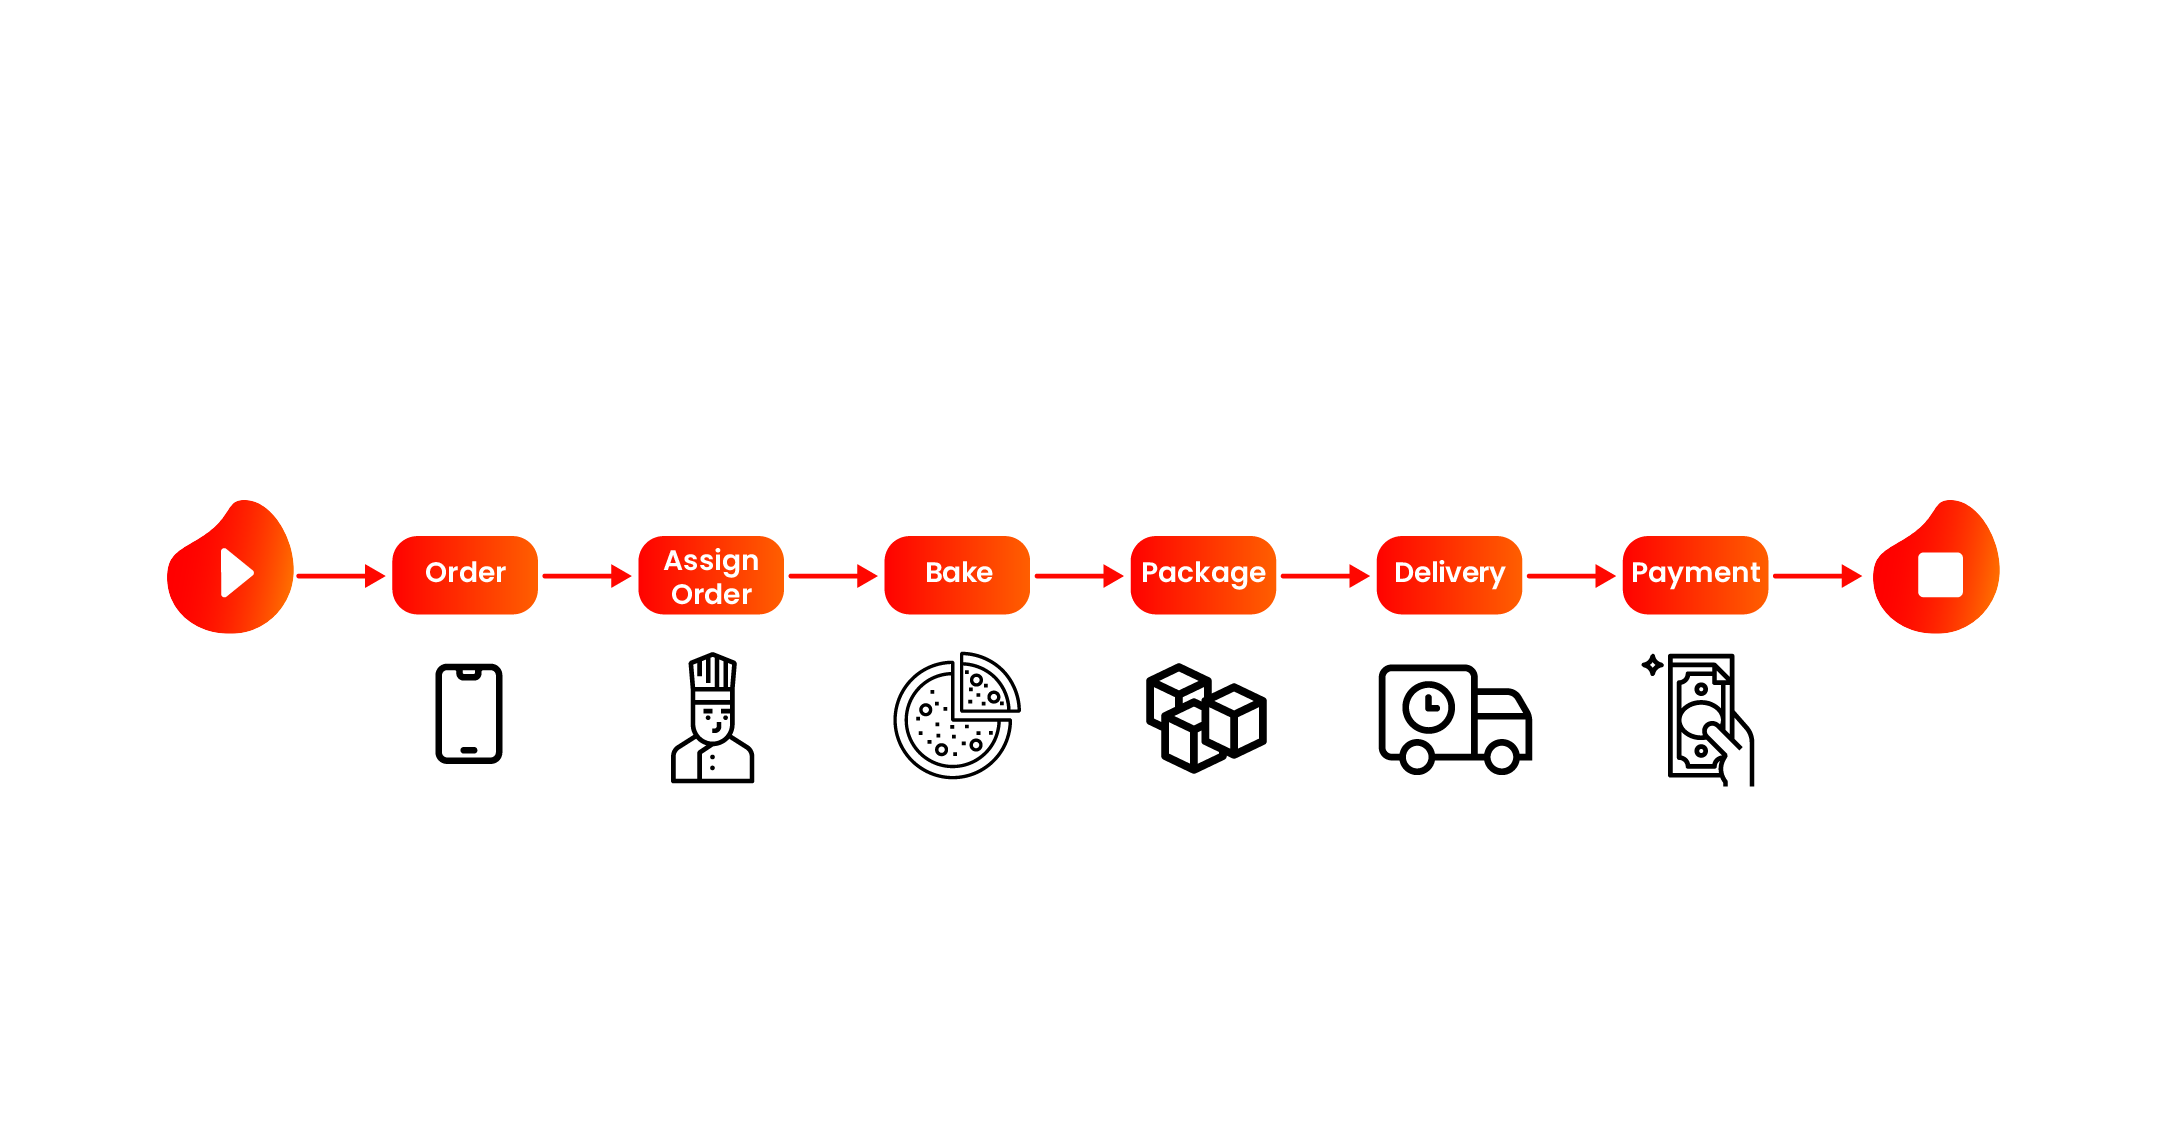 Order
Assign
Order
Bake
Package
Delivery
Payment